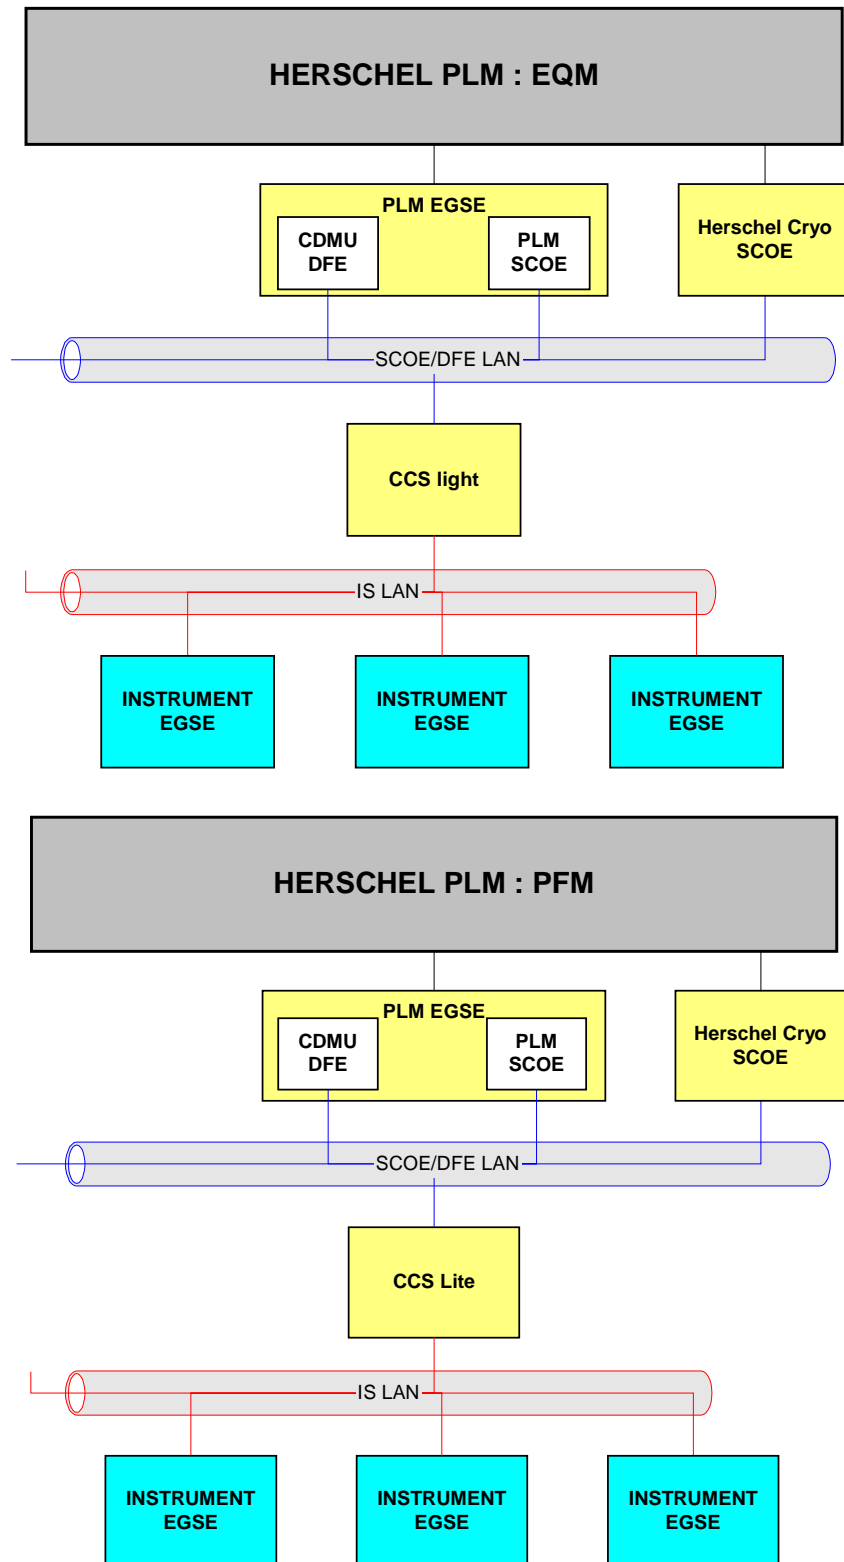 HERSCHEL PLM : EQM
PLM EGSE
CDMU
DFE
PLM
SCOE
Herschel Cryo
SCOE
SCOE/DFE LAN
CCS light
IS LAN
INSTRUMENT
EGSE
INSTRUMENT
EGSE
INSTRUMENT
EGSE
HERSCHEL PLM : PFM
PLM EGSE
CDMU
DFE
PLM
SCOE
Herschel Cryo
SCOE
SCOE/DFE LAN
CCS Lite
IS LAN
INSTRUMENT
EGSE
INSTRUMENT
EGSE
INSTRUMENT
EGSE